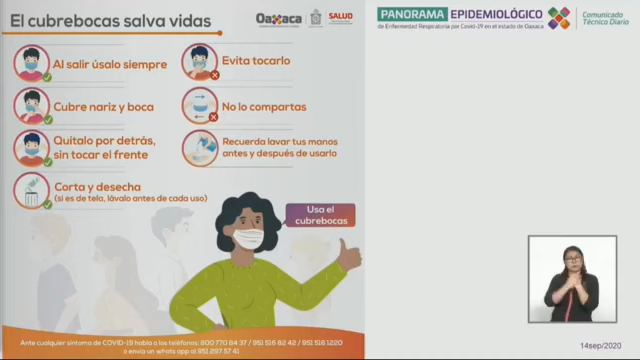 El cubrebocas salva vidas
Oaxaca
SALUD
Al salir úsalo siempre
Cubre nariz y boca
Quítalo por detrás,
sin tocar el frente
Corta y desecha
(si es de tela, lávalo antes de cada uso)
Evita tocarlo
No lo compartas
Recuerda lavar tus manos
antes y después de usarlo
Usa el
cubrebocas
Ante cualquier síntoma de COVID-19 habla a los teléfonos: 800 770 84 37 / 951 516 82 42 / 951 516 1220
o envia un whats app al 951 297 57 41
PANORAMA EPIDEMIOLÓGICO
de Enfermedad Respiratoria por Covid-19 en el estado de Oaxaca
Comunicado
Técnico Diario
14sep/2020